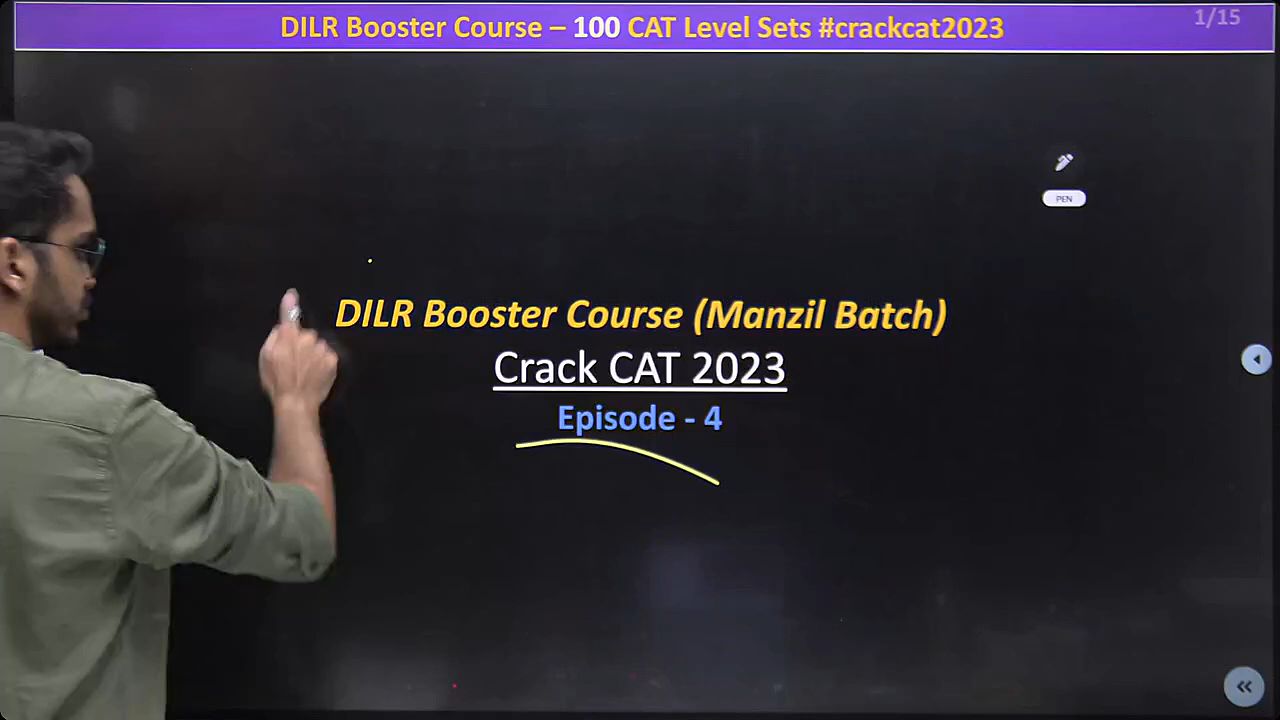 DILR Booster Course – 100 CAT Level Sets #crackcat2023
1/15
PEN
DILR Booster Course (Manzil Batch)
Crack CAT 2023
Episode - 4